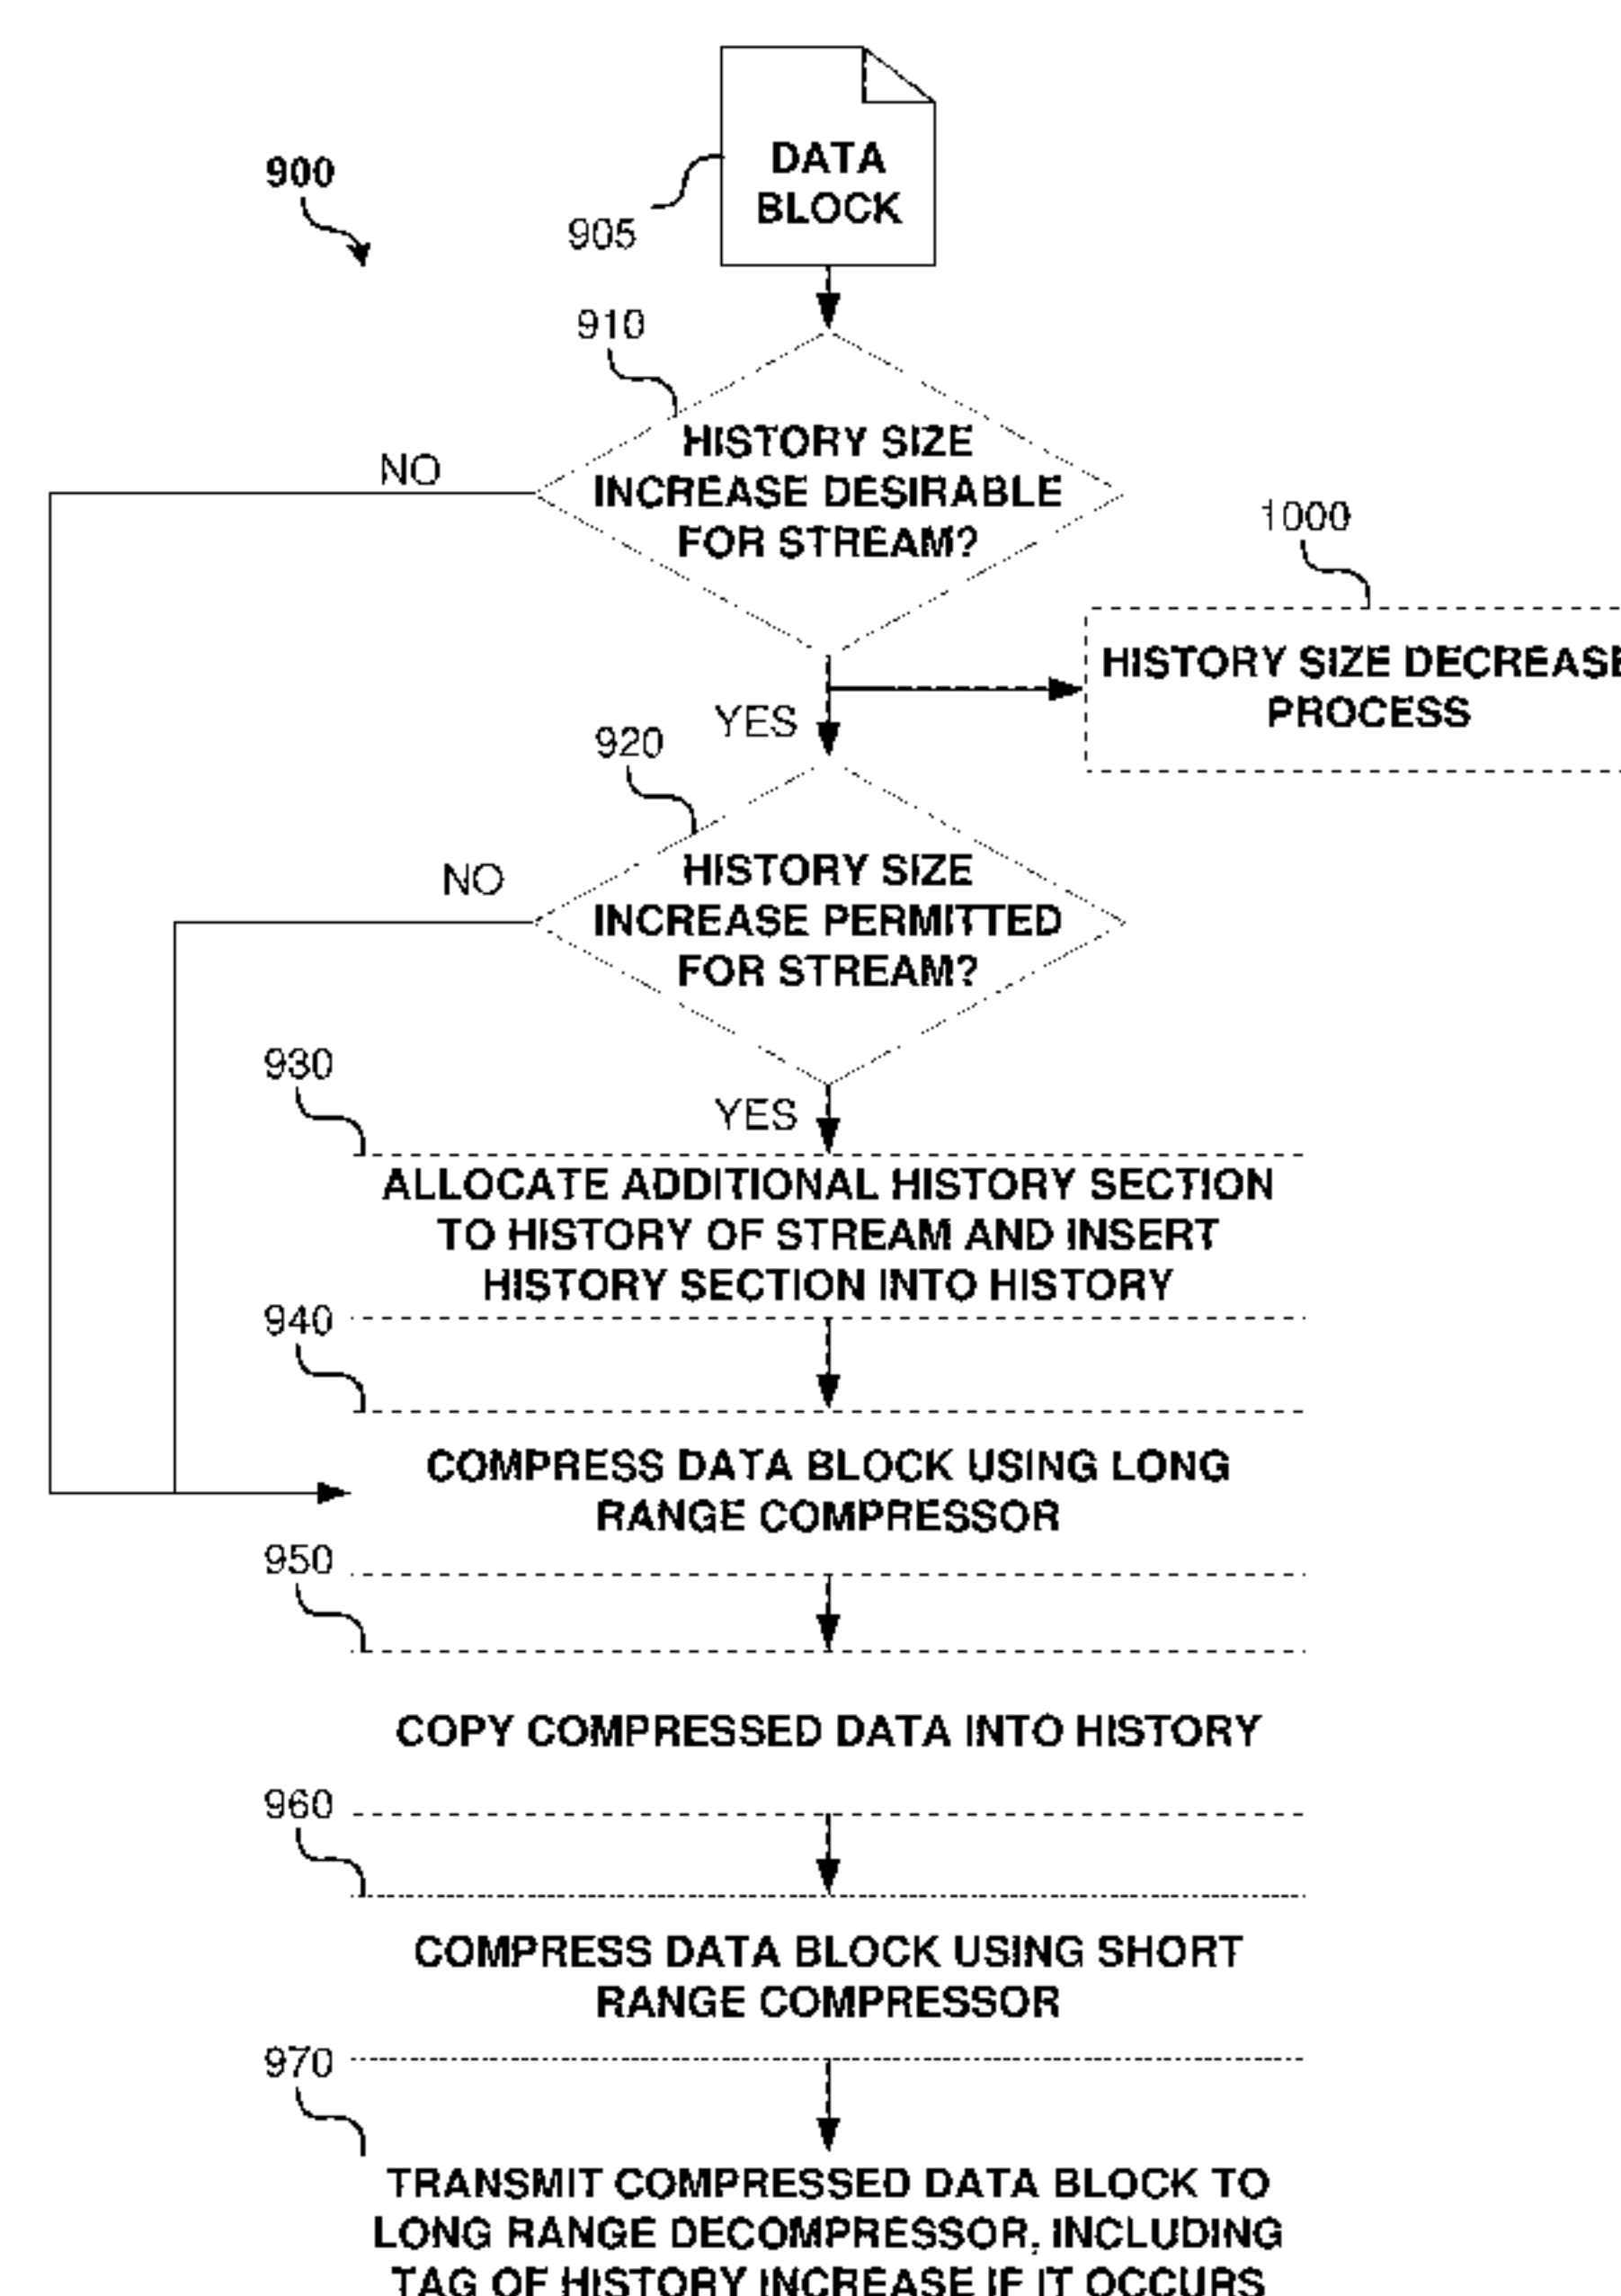 900
DATA
BLOCK
905
910
HISTORY SIZE
INCREASE DESIRABLE
FOR STREAM?
NO
1000
HISTORY SIZE DECREASE
PROCESS
YES
920
HISTORY SIZE
INCREASE PERMITTED
FOR STREAM?
NO
930
YES
ALLOCATE ADDITIONAL HISTORY SECTION
TO HISTORY OF STREAM AND INSERT
HISTORY SECTION INTO HISTORY
940
COMPRESS DATA BLOCK USING LONG
RANGE COMPRESSOR
950
COPY COMPRESSED DATA INTO HISTORY
960
COMPRESS DATA BLOCK USING SHORT
RANGE COMPRESSOR
970
TRANSMIT COMPRESSED DATA BLOCK TO
LONG RANGE DECOMPRESSOR, INCLUDING
TAG OF HISTORY INCREASE IF IT OCCURS